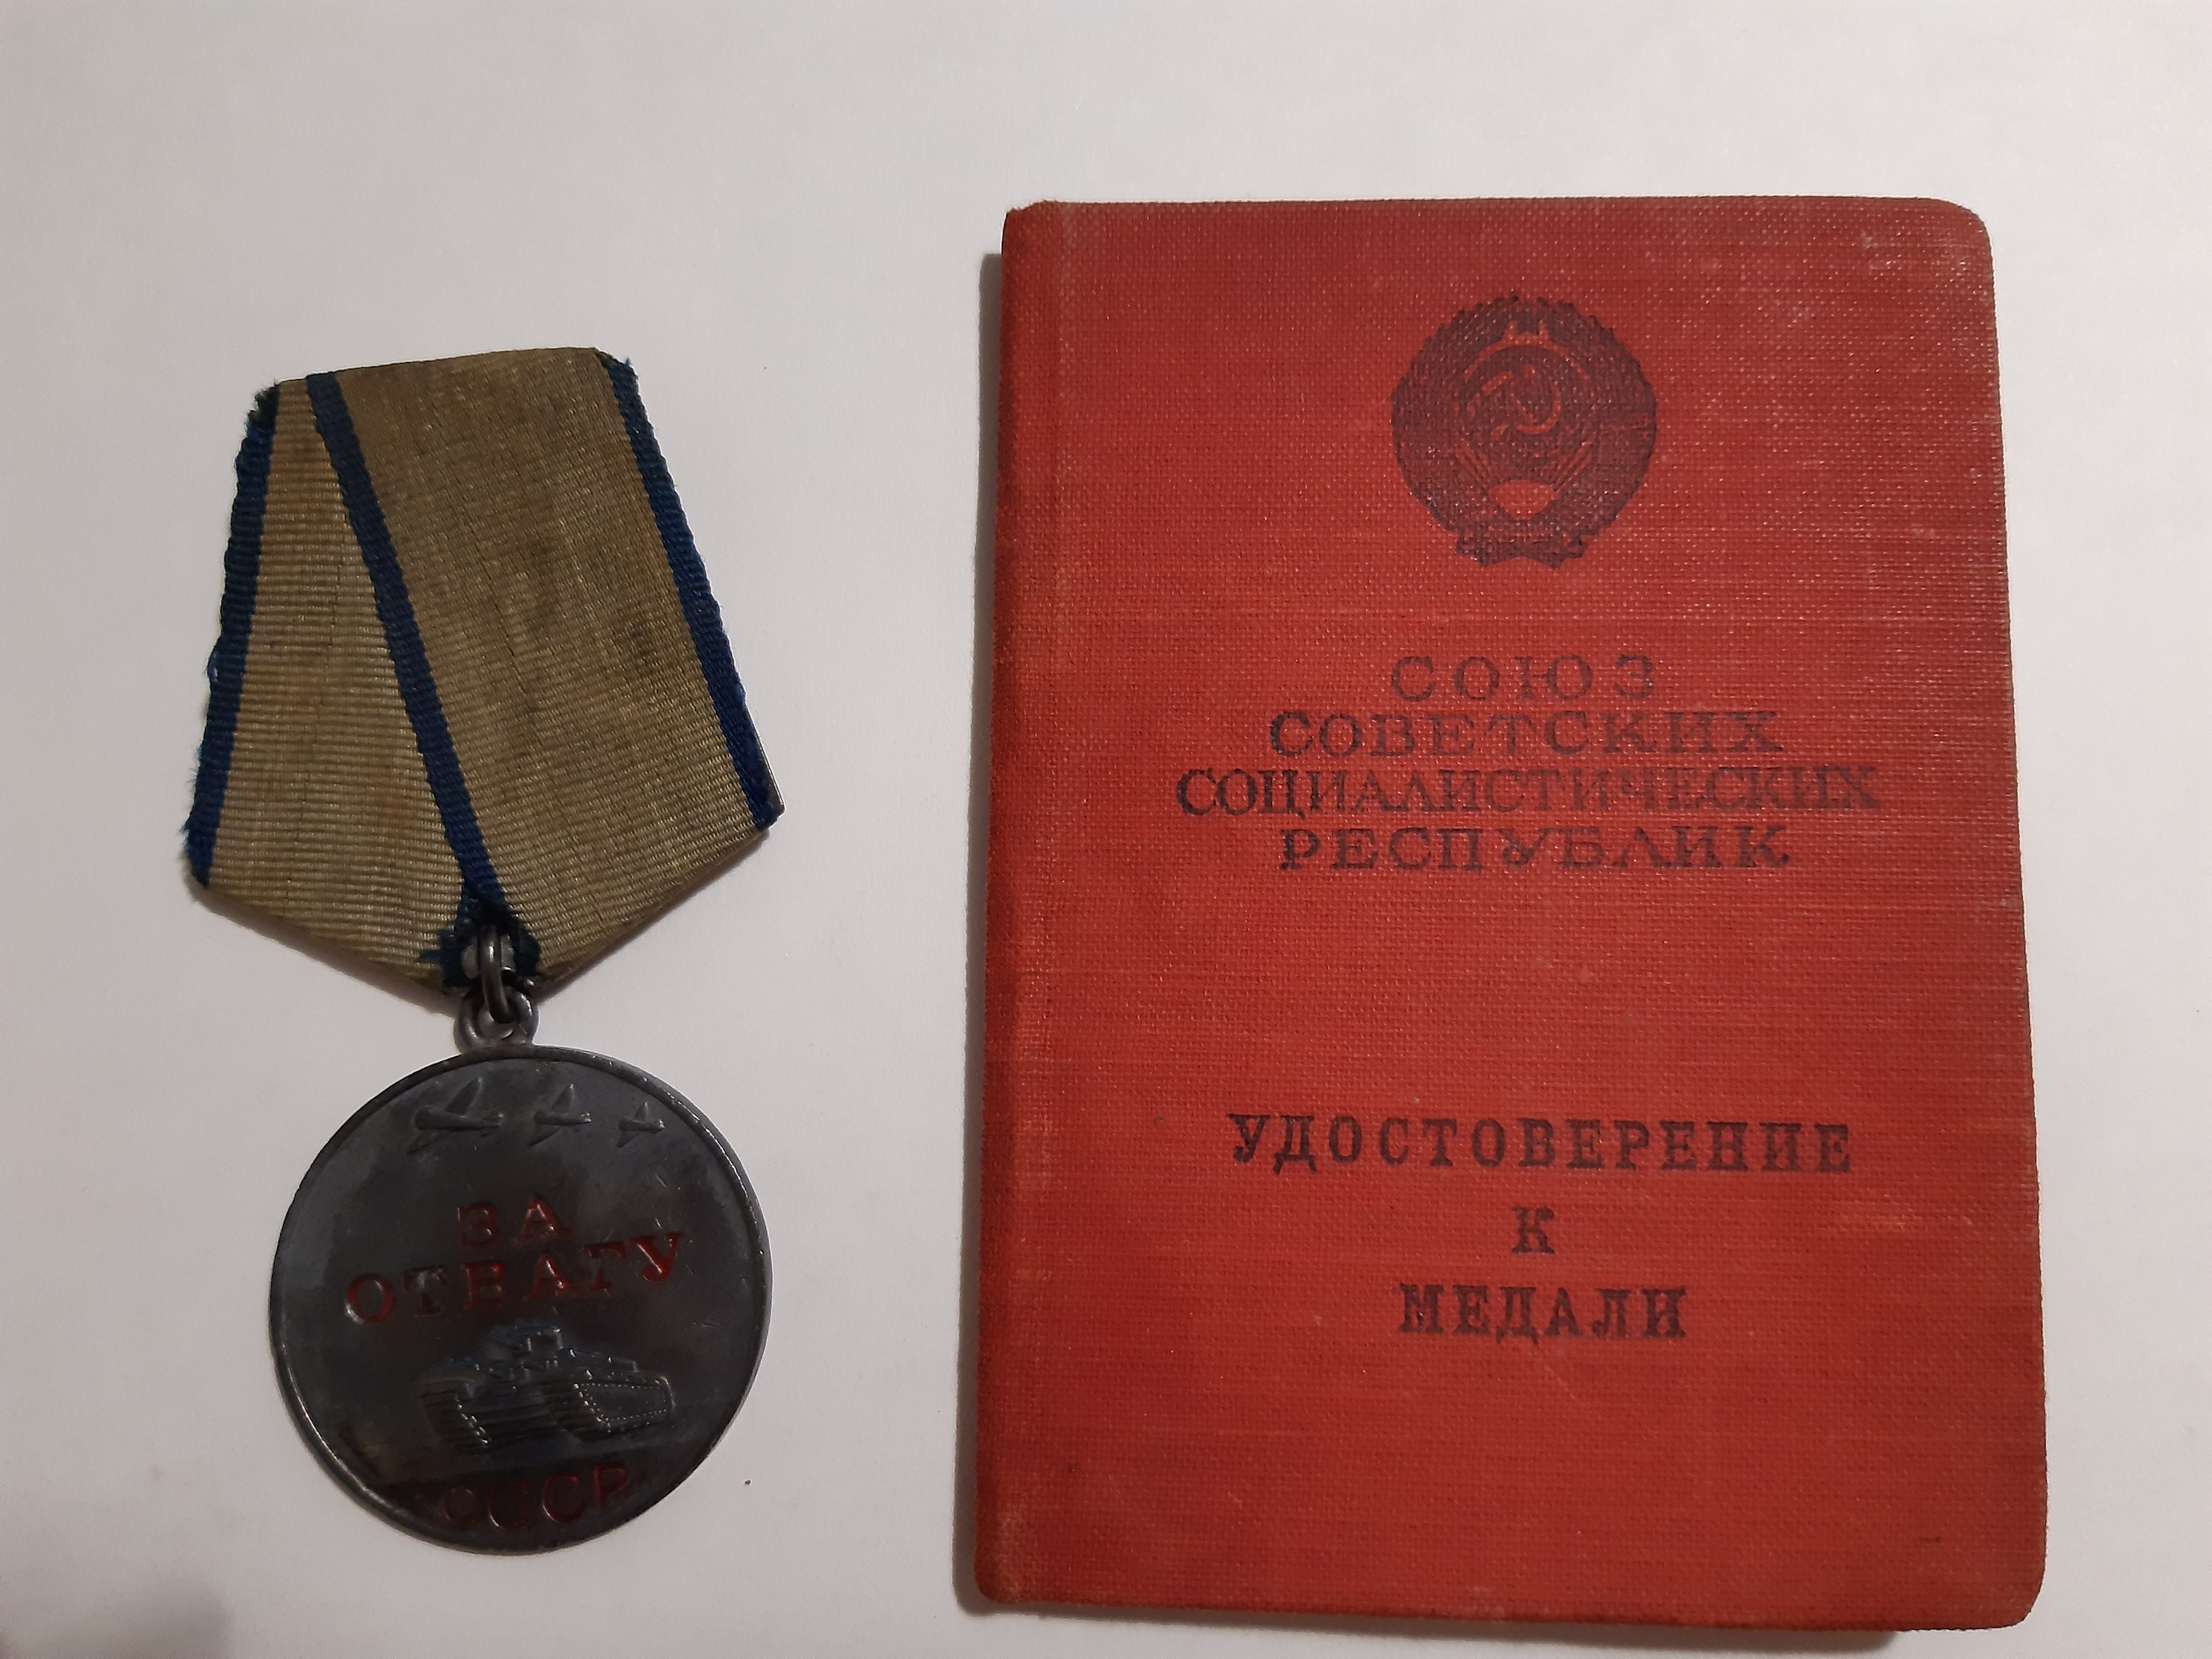 ЗА
ОТВАГУ
СССР
СОЮЗ
СОВЕТСКИХ
СОЦИАЛИСТИЧЕСКИХ
РЕСПУБЛИК
УДОСТОВЕРЕНИЕ
К
МЕДАЛИ